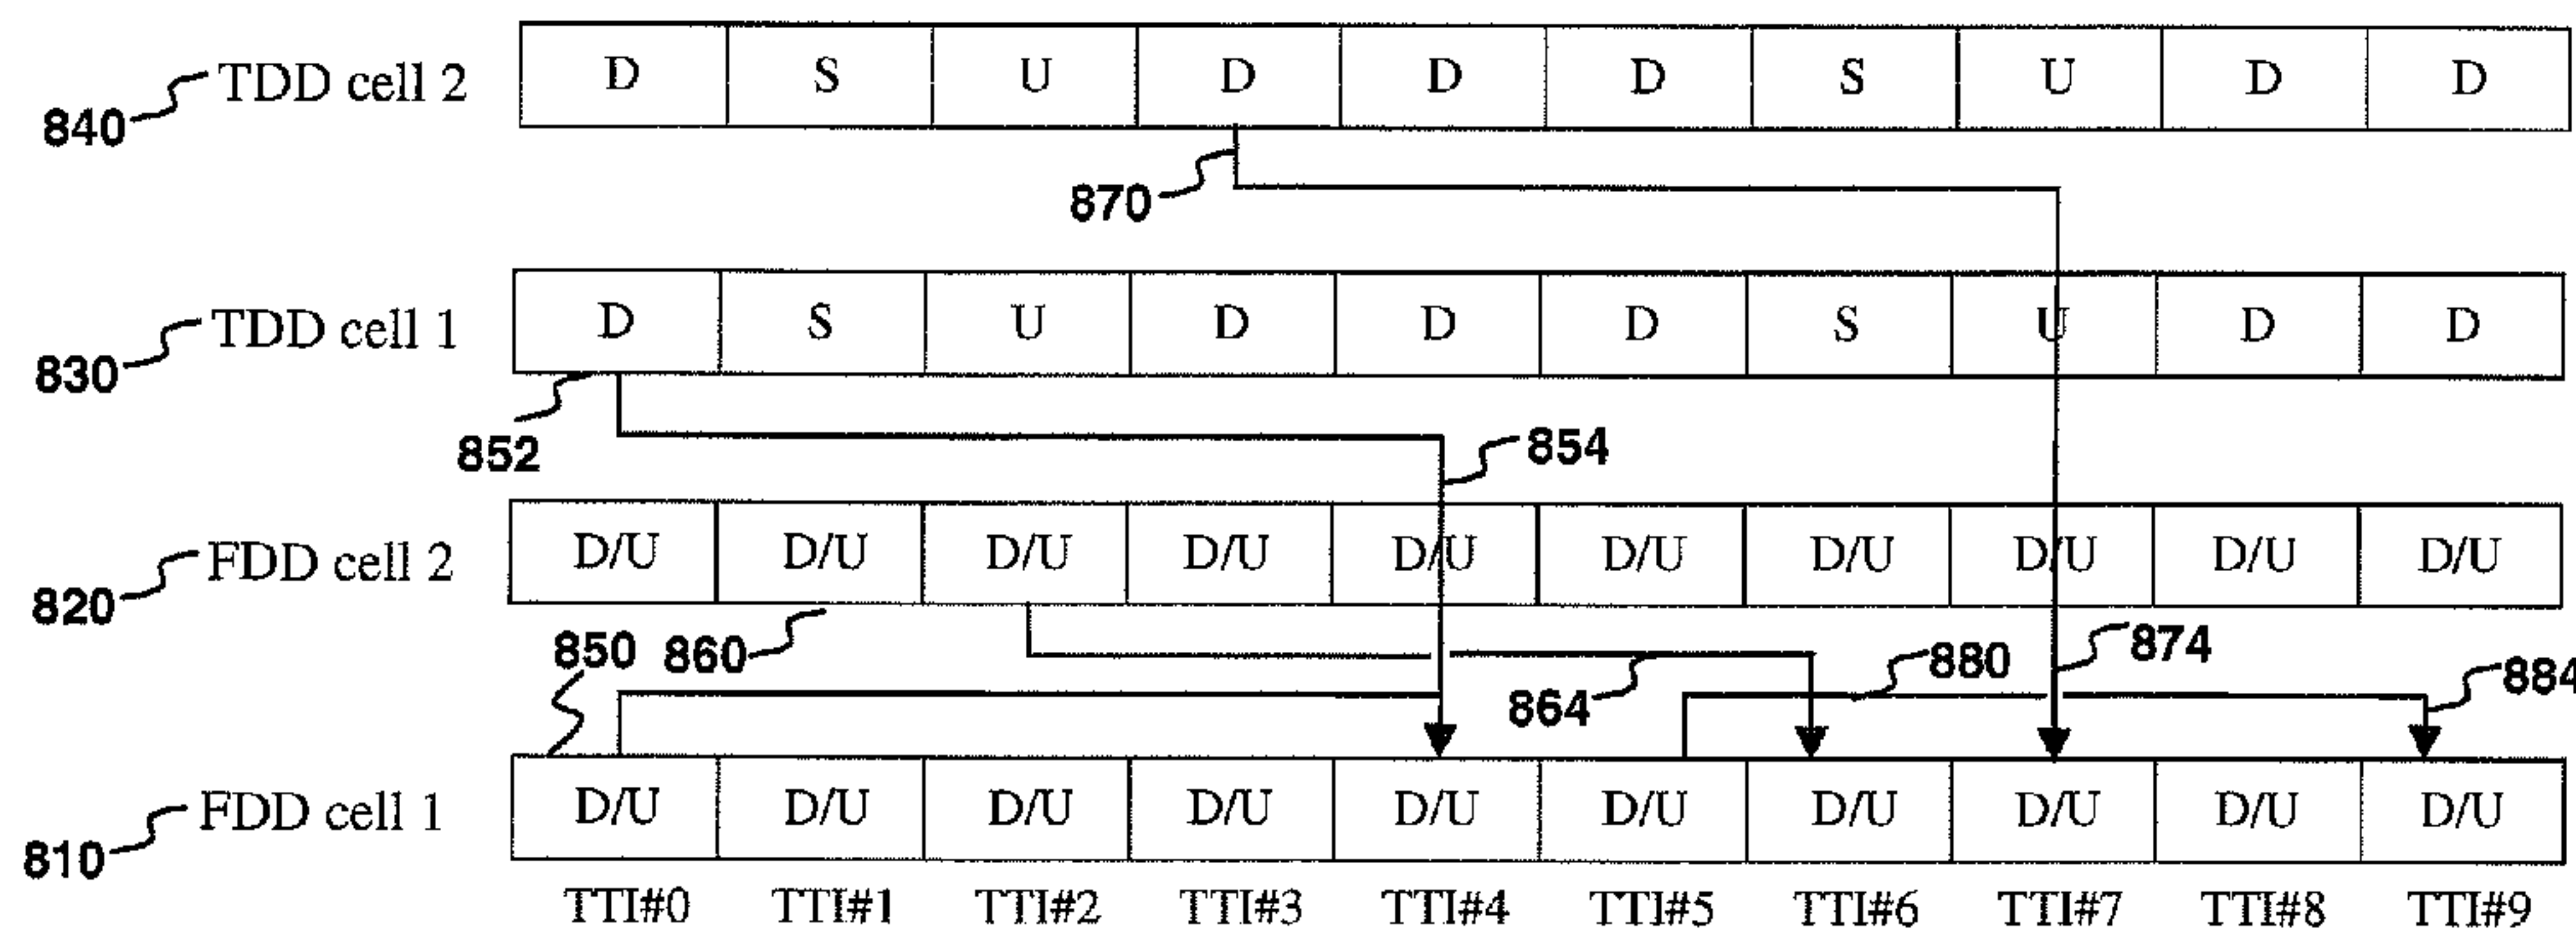 TDD cell 2 D S U D D D S U D D
840
870
TDD cell 1 D S U D D D S U D D
830
852
854
FDD cell 2 D/U D/U D/U D/U D/U D/U D/U D/U D/U D/U
820
850 860 864 880 874 884
FDD cell 1 D/U D/U D/U D/U D/U D/U D/U D/U D/U D/U
810
TTI#0 TTI#1 TTI#2 TTI#3 TTI#4 TTI#5 TTI#6 TTI#7 TTI#8 TTI#9